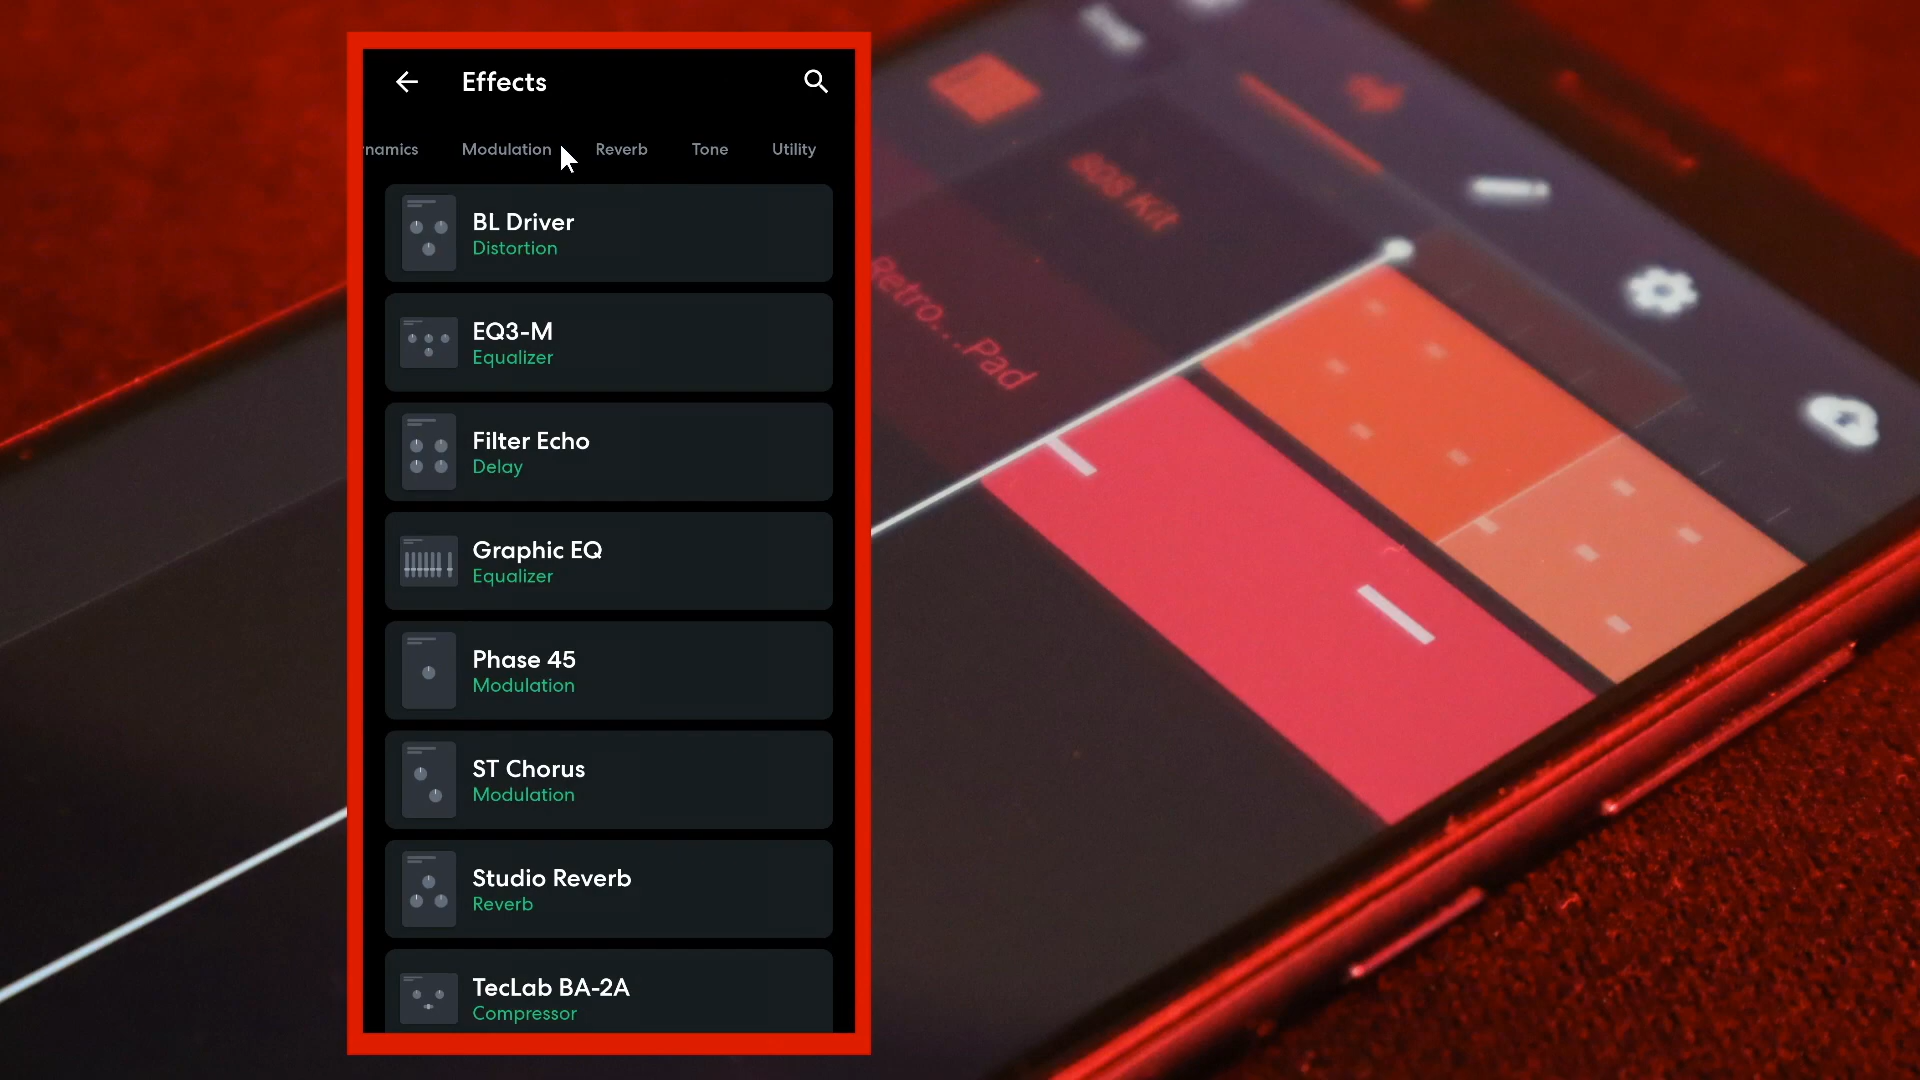 Effects
namics Modulation Reverb Tone Utility
BL Driver
Distortion
EQ3-M
Equalizer
Filter Echo
Delay
Graphic EQ
Equalizer
Phase 45
Modulation
ST Chorus
Modulation
Studio Reverb
Reverb
TecLab BA-2A
Compressor
808 Kit
Retro...Pad